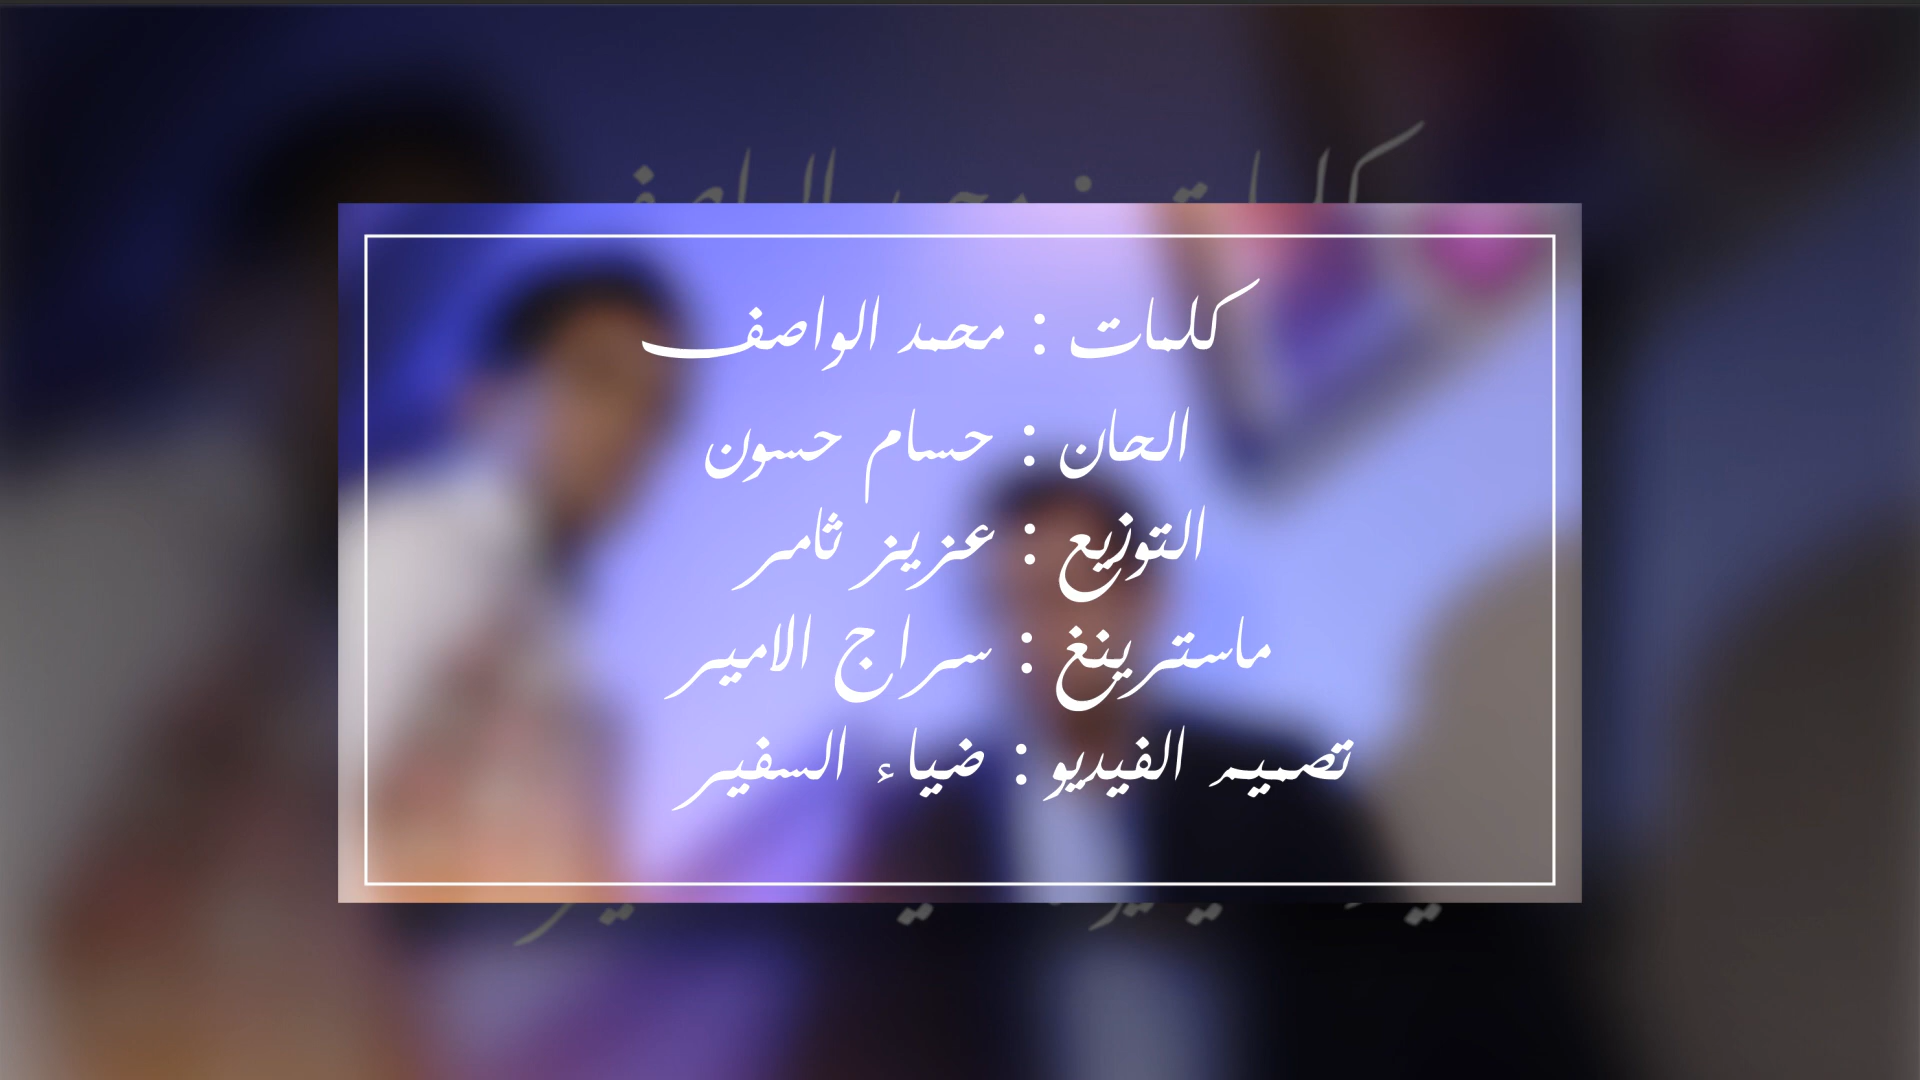 كلمات : محمد الواصف
الحان : حسام حسون
التوزيع : عزيز ثامر
ماسترينغ : سراج الامير
تصميم الفيديو : ضياء السفير